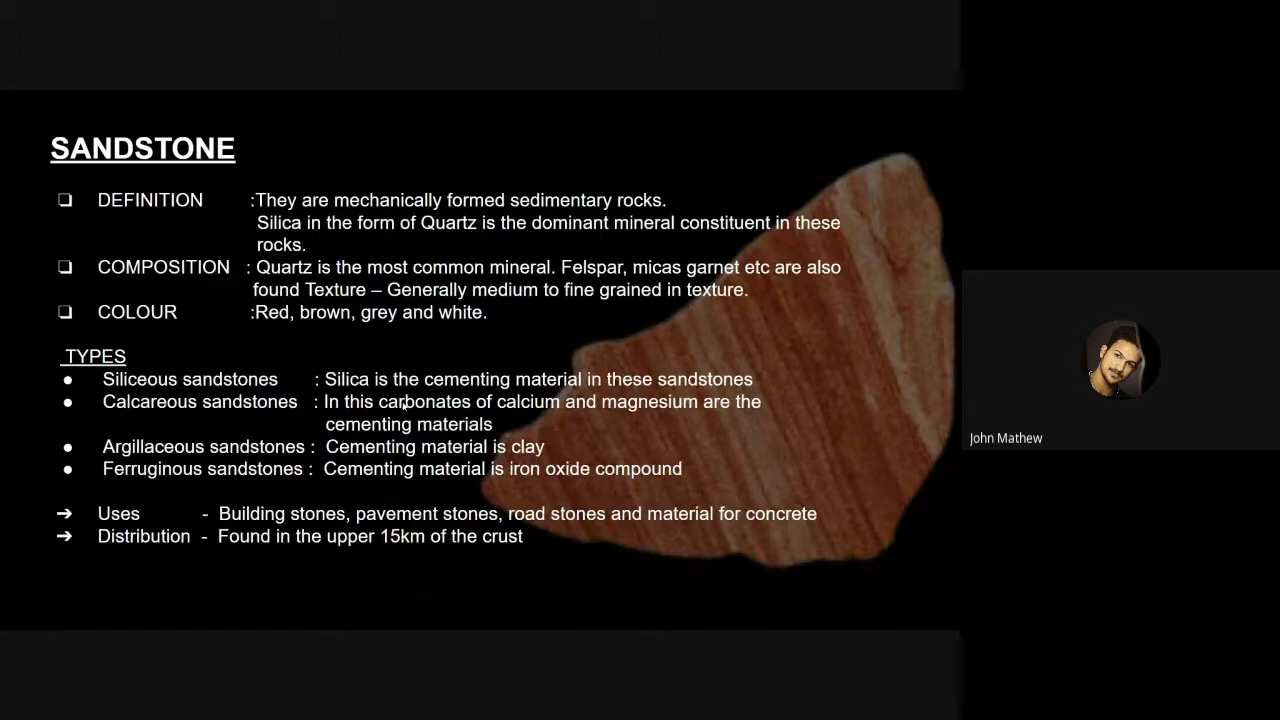 SANDSTONE
❑ DEFINITION :They are mechanically formed sedimentary rocks.
Silica in the form of Quartz is the dominant mineral constituent in these
rocks.
❑ COMPOSITION : Quartz is the most common mineral. Felspar, micas garnet etc are also
found Texture – Generally medium to fine grained in texture.
❑ COLOUR :Red, brown, grey and white.
TYPES
● Siliceous sandstones : Silica is the cementing material in these sandstones
● Calcareous sandstones : In this carbonates of calcium and magnesium are the
cementing materials
● Argillaceous sandstones : Cementing material is clay
● Ferruginous sandstones : Cementing material is iron oxide compound
➔ Uses - Building stones, pavement stones, road stones and material for concrete
➔ Distribution - Found in the upper 15km of the crust
John Mathew